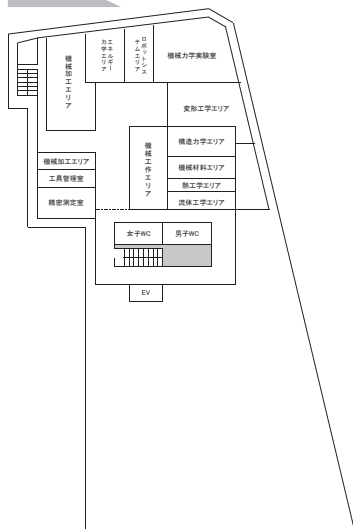 機械加工エリア
エネルギー
力学エリア
ロボットシス
テムエリア
機械力学実験室
変形工学エリア
機械工作エリア
構造力学エリア
機械加工エリア
機械材料エリア
工具管理室
熱工学エリア
精密測定室
流体工学エリア
女子WC
男子WC
EV